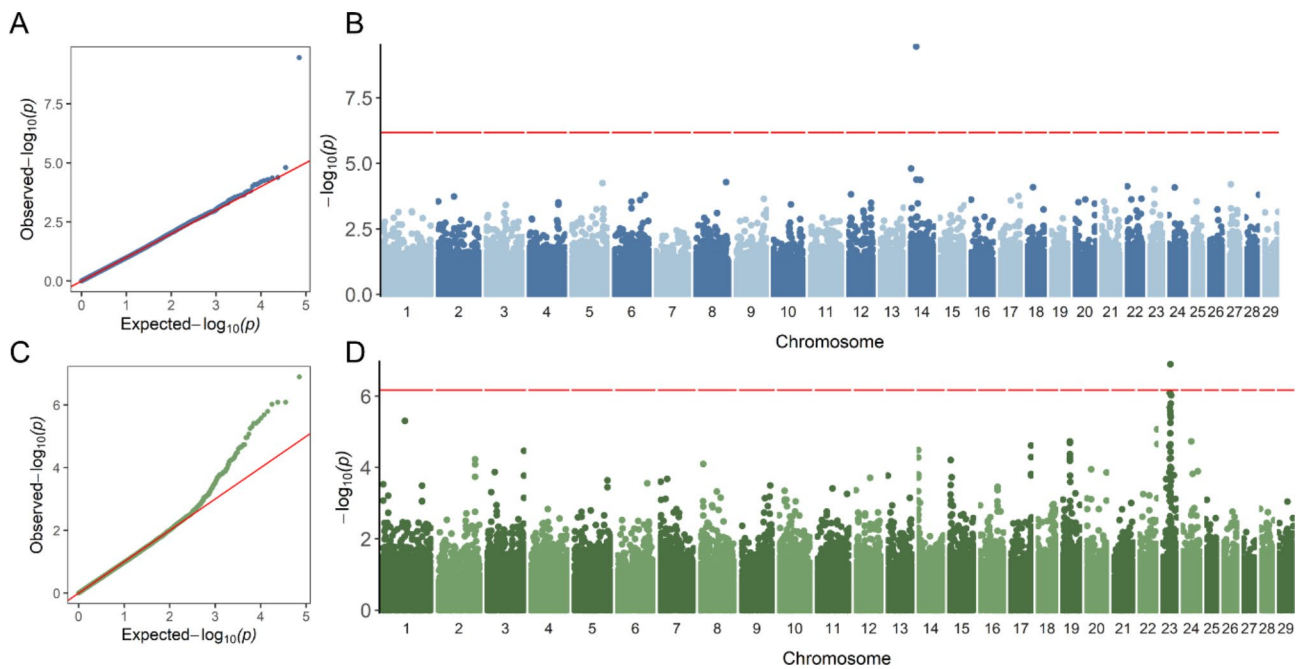 A
7.5
5.0
2.5
0.0
Observed−log10(p)
0 1 2 3 4 5
Expected−log10(p)
B
7.5
5.0
2.5
0.0
−log10(p)
1 2 3 4 5 6 7 8 9 10 11 12 13 14 15 16 17 18 19 20 21 22 23 24 25 26 27 28 29
Chromosome
C
6
4
2
0
Observed−log10(p)
0 1 2 3 4 5
Expected−log10(p)
D
6
4
2
0
−log10(p)
1 2 3 4 5 6 7 8 9 10 11 12 13 14 15 16 17 18 19 20 21 22 23 24 25 26 27 28 29
Chromosome